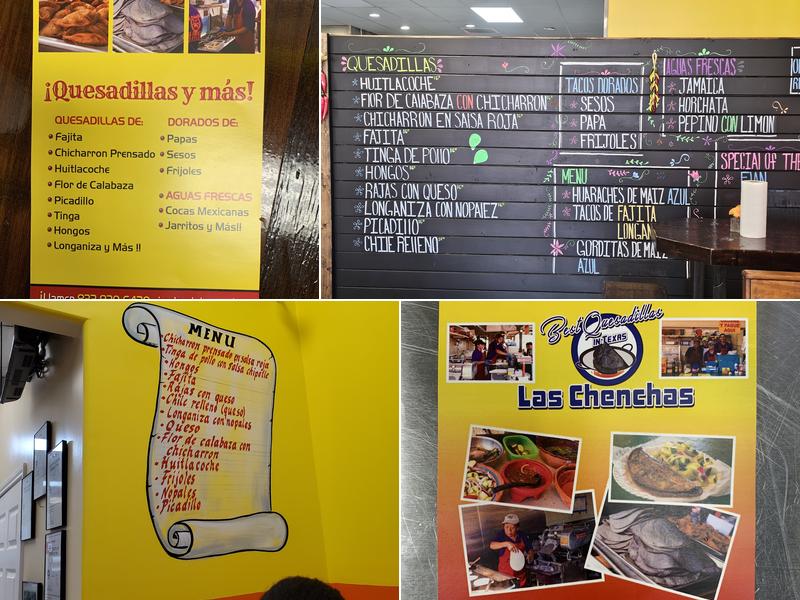 ¡Quesadillas y más!
QUESADILLAS DE:
Fajita
Chicharron Prensado
Huitlacoche
Flor de Calabaza
Picadillo
Tinga
Hongos
Longaniza y Más !!
DORADOS DE:
Papas
Sesos
Frijoles
AGUAS FRESCAS
Cocas Mexicanas
Jarritos y Más!!
QUESADILLAS
HUITLACOCHE
FLOR DE CALABAZA CON CHICHARRON
CHICHARRON EN SALSA ROJA
FAJITA
TINGA DE POLLO
HONGOS
RAJAS CON QUESO
LONGANIZA CON NOPALEZ
PICADILLO
CHILE RELLENO
TACOS DORADOS
SESOS
PAPA
FRIJOLES
MENU
HUARACHES DE MAIZ AZUL
TACOS DE FAJITA
GORDITAS DE MAIZ
AZUL
AGUAS FRESCAS
JAMAICA
HORCHATA
PEPINO CON LIMON
SPECIAL OF THE
MENU
Chicharron prensado en salsa roja
Tinga de pollo con salsa chipotle
Hongos
Fajita
Rajas con queso
Chile relleno (queso)
Longaniza con nopales
Queso
Flor de calabaza con
chicharron
Huitlacoche
Frijoles
Nopales
Picadillo
Best Quesadillas
IN TEXAS
Las Chenchas
Y PAGUE
AQUI